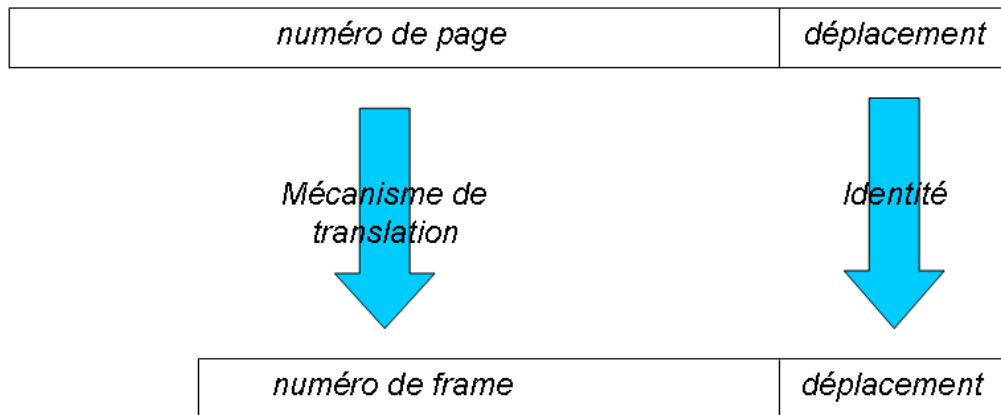 numéro de page
déplacement
Mécanisme de
translation
Identité
numéro de frame
déplacement